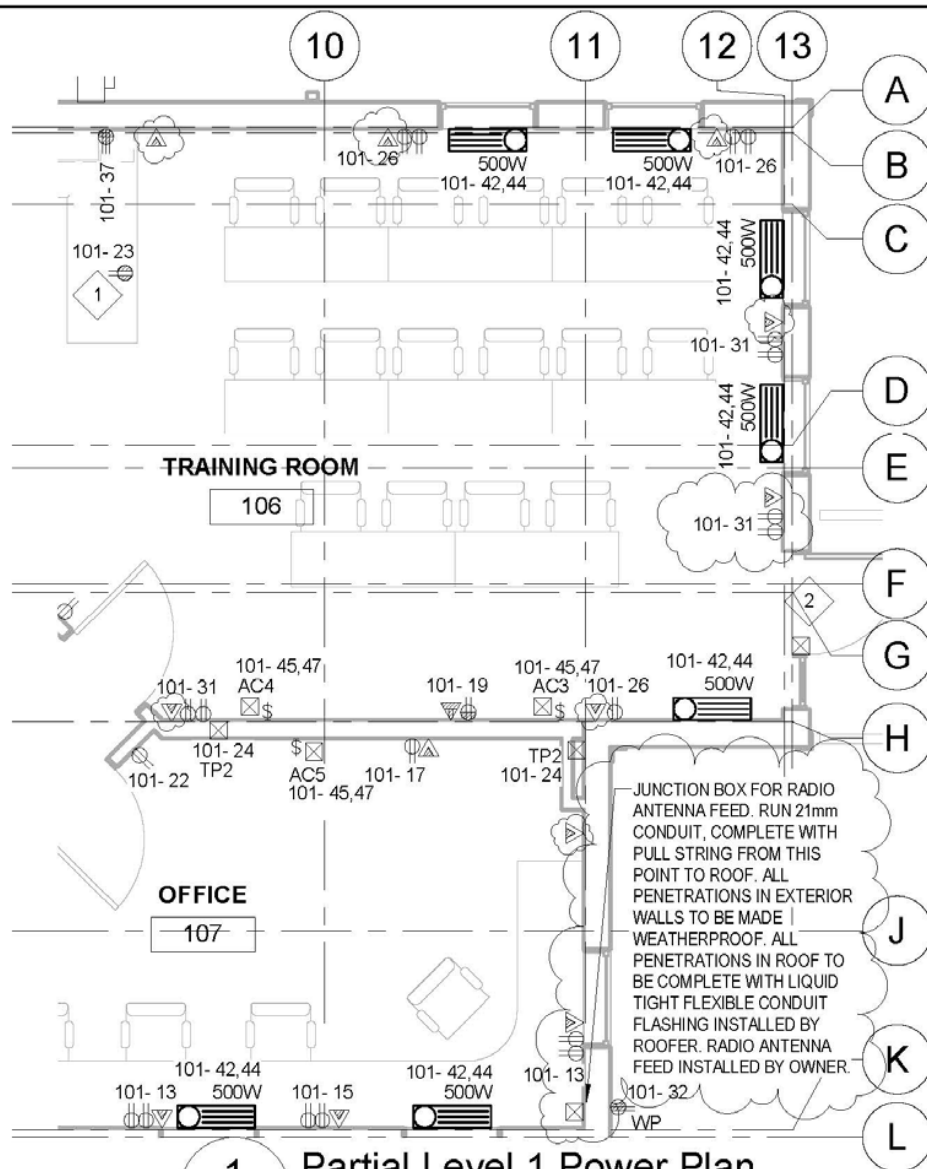 10
11
12
13
A
101- 26
101- 26
500W
500W
B
101- 37
101- 42,44
101- 42,44
C
101- 23
101- 42,44
500W
1
101- 31
D
101- 42,44
500W
TRAINING ROOM
E
106
101- 31
F
2
G
101- 45,47
101- 45,47
101- 42,44
101- 31
AC4
$
101- 19
AC3
$
101- 26
500W
H
101- 24
TP2
$
TP2
101- 22
AC5
101- 17
101- 24
101- 45,47
JUNCTION BOX FOR RADIO
ANTENNA FEED. RUN 21mm
CONDUIT, COMPLETE WITH
PULL STRING FROM THIS
POINT TO ROOF. ALL
PENETRATIONS IN EXTERIOR
WALLS TO BE MADE
WEATHERPROOF. ALL
PENETRATIONS IN ROOF TO
BE COMPLETE WITH LIQUID
TIGHT FLEXIBLE CONDUIT
FLASHING INSTALLED BY
ROOFER. RADIO ANTENNA
FEED INSTALLED BY OWNER.
OFFICE
107
J
K
101- 42,44
101- 42,44
101- 13
500W
101- 15
500W
101- 13
101- 32
WP
L
1
Partial Level 1 Power Plan